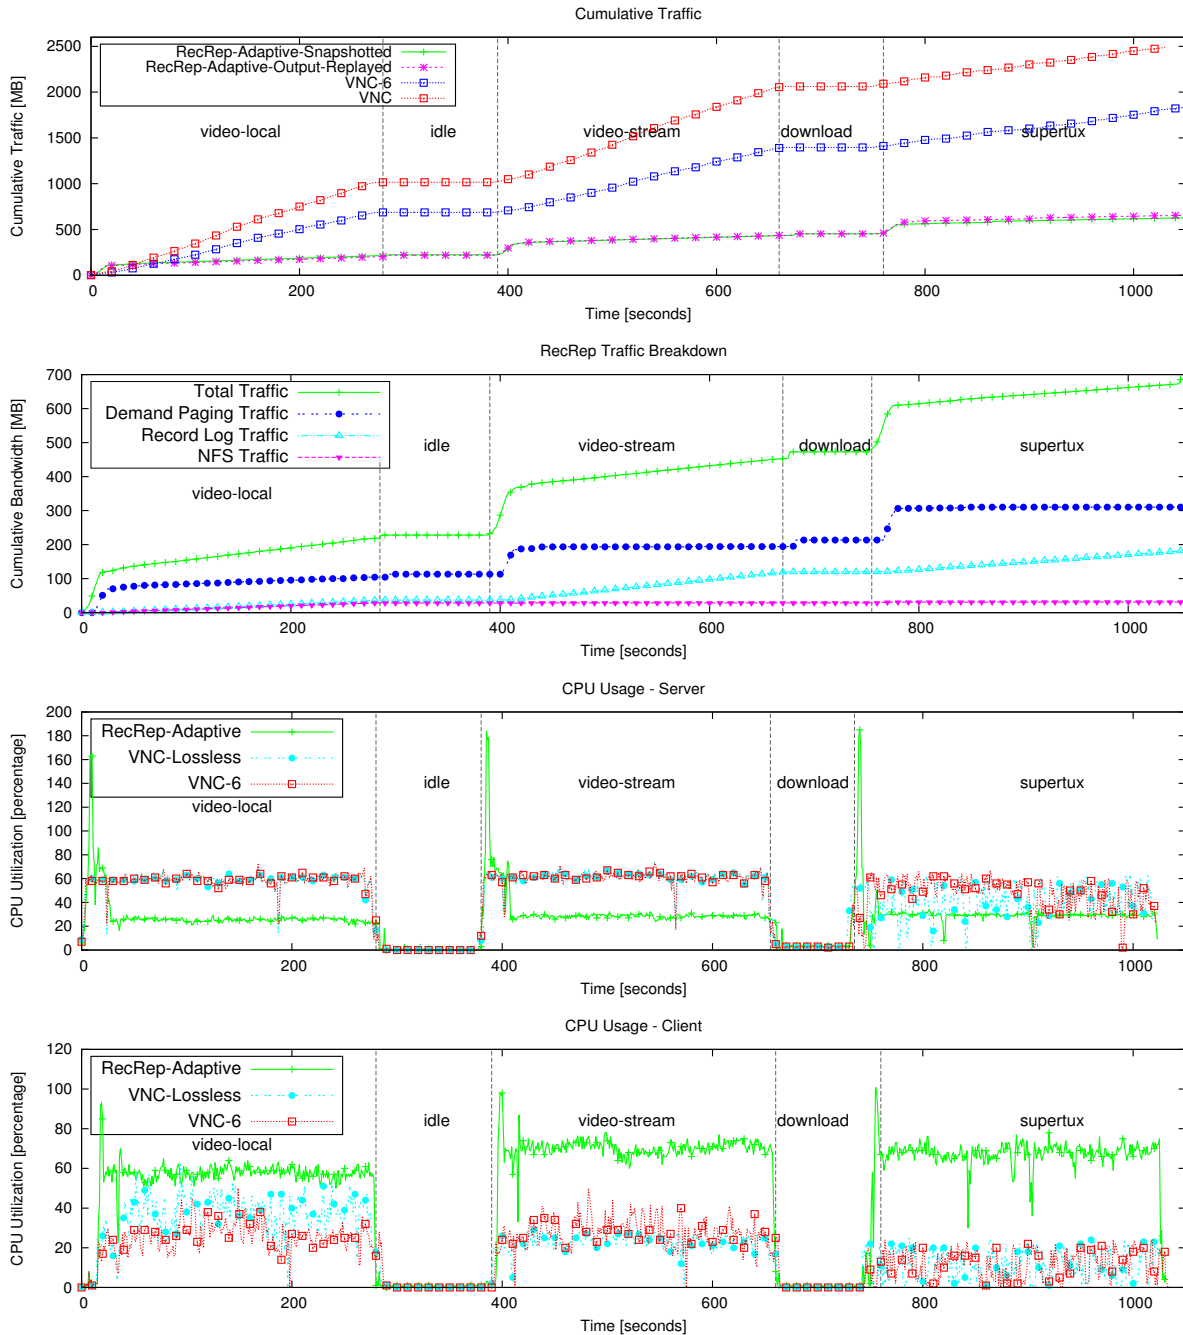 Cumulative Traffic
Cumulative Traffic [MB]
2500
2000
1500
1000
500
0
RecRep-Adaptive-Snapshotted
RecRep-Adaptive-Output-Replayed
VNC-6
VNC
video-local idle video-stream download supertux
0 200 400 600 800 1000
Time [seconds]
RecRep Traffic Breakdown
Cumulative Bandwidth [MB]
700
600
500
400
300
200
100
0
Total Traffic
Demand Paging Traffic
Record Log Traffic
NFS Traffic
idle video-stream download supertux
video-local
0 200 400 600 800 1000
Time [seconds]
CPU Usage - Server
CPU Utilization [percentage]
200
180
160
140
120
100
80
60
40
20
0
RecRep-Adaptive
VNC-Lossless
VNC-6
idle video-stream download supertux
video-local
0 200 400 600 800 1000
Time [seconds]
CPU Usage - Client
CPU Utilization [percentage]
120
100
80
60
40
20
0
RecRep-Adaptive
VNC-Lossless
VNC-6
idle video-stream download supertux
video-local
0 200 400 600 800 1000
Time [seconds]